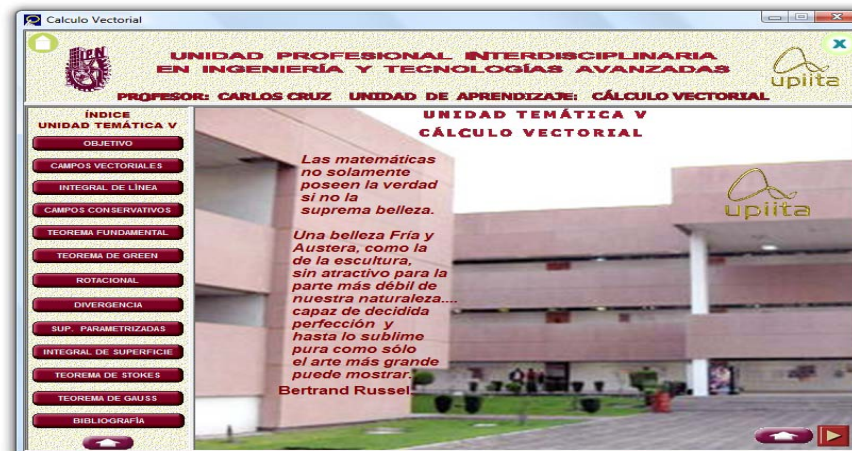 Calculo Vectorial
IPN
UNIDAD PROFESIONAL INTERDISCIPLINARIA
EN INGENIERÍA Y TECNOLOGÍAS AVANZADAS
upiita
PROFESOR: CARLOS CRUZ UNIDAD DE APRENDIZAJE: CÁLCULO VECTORIAL
ÍNDICE
UNIDAD TEMÁTICA V
OBJETIVO
CAMPOS VECTORIALES
INTEGRAL DE LÌNEA
CAMPOS CONSERVATIVOS
TEOREMA FUNDAMENTAL
TEOREMA DE GREEN
ROTACIONAL
DIVERGENCIA
SUP. PARAMETRIZADAS
INTEGRAL DE SUPERFICIE
TEOREMA DE STOKES
TEOREMA DE GAUSS
BIBLIOGRAFÍA
UNIDAD TEMÁTICA V
CÁLCULO VECTORIAL
Las matemáticas
no solamente
poseen la verdad
si no la
suprema belleza.
Una belleza Fría y
Austera, como la
de la escultura,
sin atractivo para la
parte más débil de
nuestra naturaleza....
capaz de decidida
perfección y
hasta lo sublime
pura como sólo
el arte más grande
puede mostrar.
Bertrand Russel
upiita